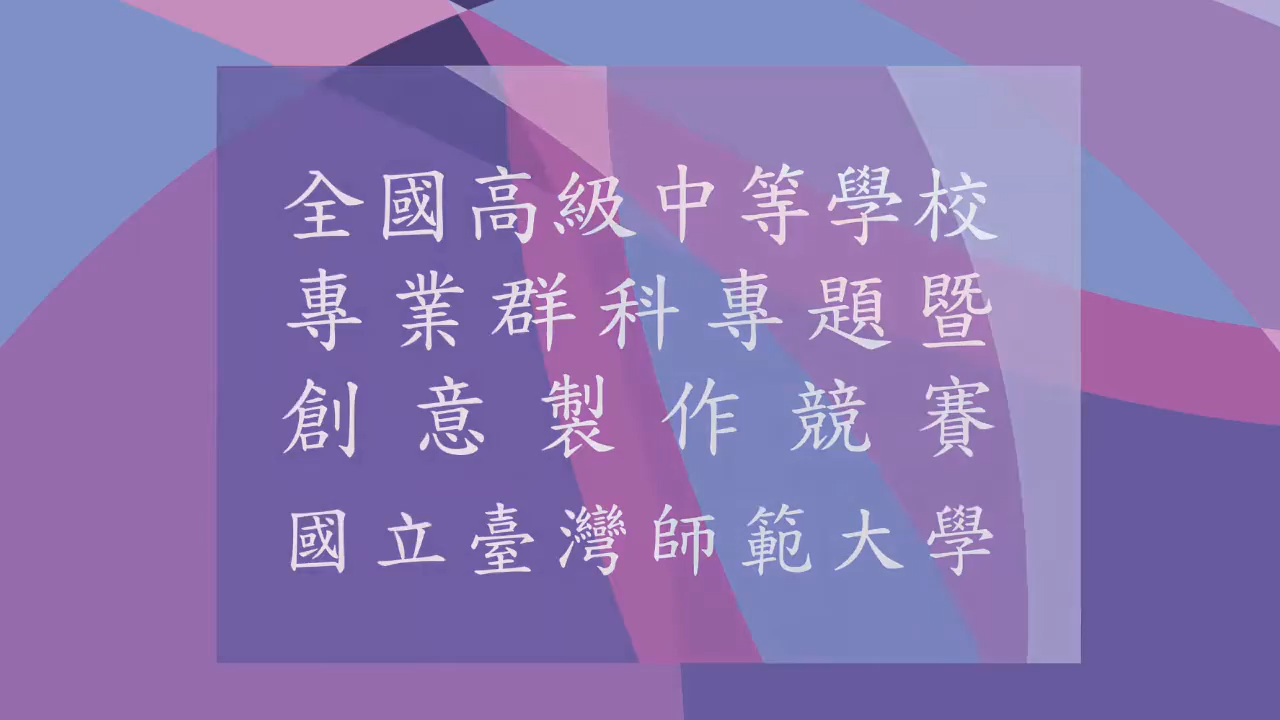 全國高級中等學校
專業群科專題暨
創意製作競賽
國立臺灣師範大學